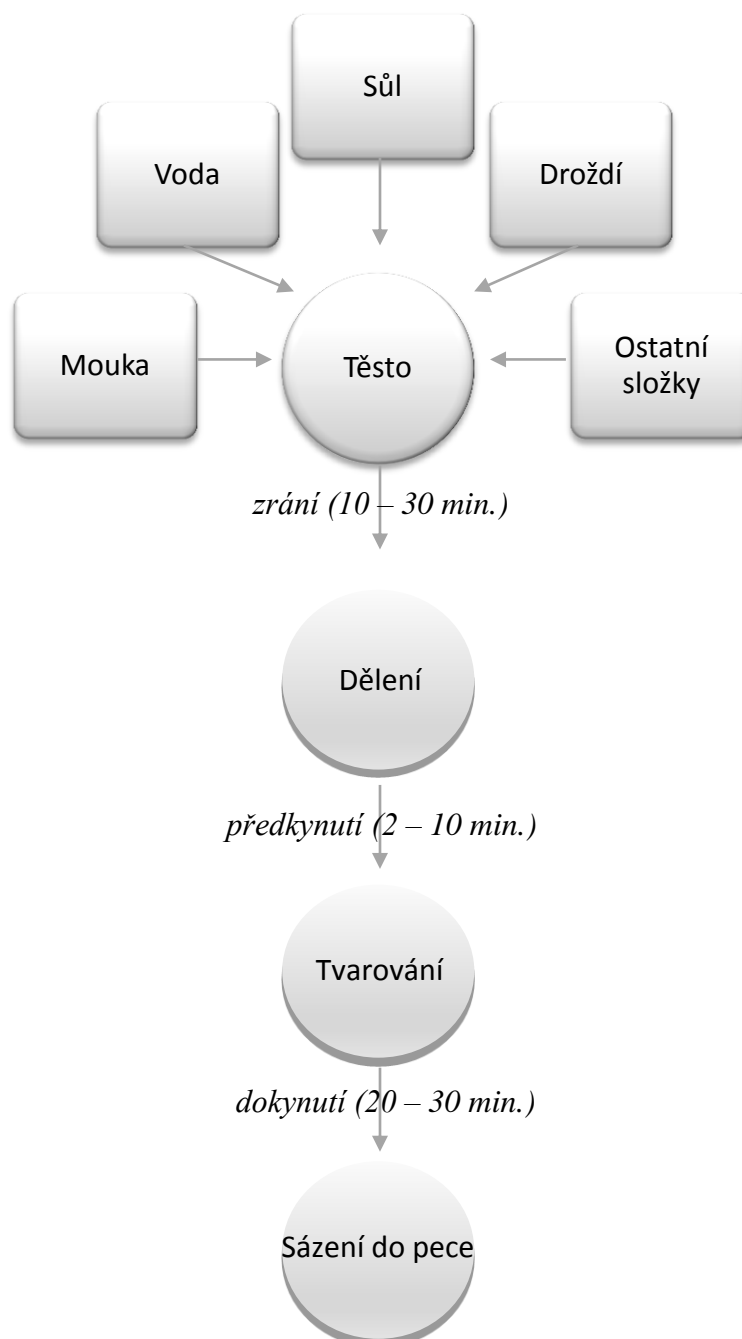 Sůl
Voda
Droždí
Mouka
Těsto
Ostatní
složky
zrání (10 – 30 min.)
Dělení
předkynutí (2 – 10 min.)
Tvarování
dokynutí (20 – 30 min.)
Sázení do pece